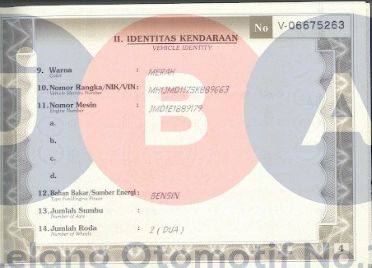 No V-06675263
II. IDENTITAS KENDARAAN
VEHICLE IDENTITY
9. Warna : MERAH
Color
10. Nomor Rangka/NIK/VIN: MH1JMD117SK889663
Vehicle Identity Number
11. Nomor Mesin : JMD1E1889179
Engine Number
a.
b.
c.
d.
12. Bahan Bakar/Sumber Energi : BENSIN
Type Fuel/Engine Power
13. Jumlah Sumbu :
Number of Axle
14. Jumlah Roda : 2 (DUA)
Number of Wheels
4
J B A
elang Otomotif No.